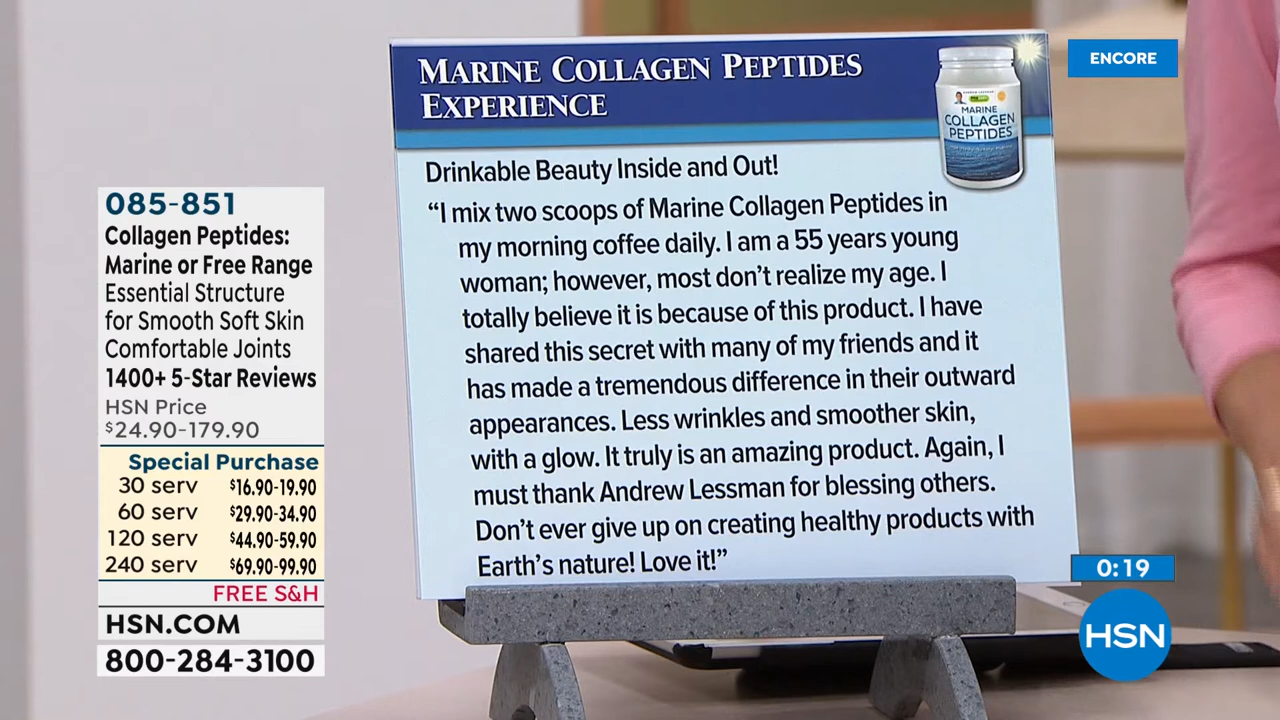 ENCORE
MARINE COLLAGEN PEPTIDES
EXPERIENCE
MARINE
COLLAGEN
PEPTIDES
Drinkable Beauty Inside and Out!
“I mix two scoops of Marine Collagen Peptides in
my morning coffee daily. I am a 55 years young
woman; however, most don’t realize my age. I
totally believe it is because of this product. I have
shared this secret with many of my friends and it
has made a tremendous difference in their outward
appearances. Less wrinkles and smoother skin,
with a glow. It truly is an amazing product. Again, I
must thank Andrew Lessman for blessing others.
Don’t ever give up on creating healthy products with
Earth’s nature! Love it!”
085-851
Collagen Peptides:
Marine or Free Range
Essential Structure
for Smooth Soft Skin
Comfortable Joints
1400+ 5-Star Reviews
HSN Price
$24.90-179.90
Special Purchase
30 serv $16.90-19.90
60 serv $29.90-34.90
120 serv $44.90-59.90
240 serv $69.90-99.90
FREE S&H
HSN.COM
800-284-3100
0:19
HSN